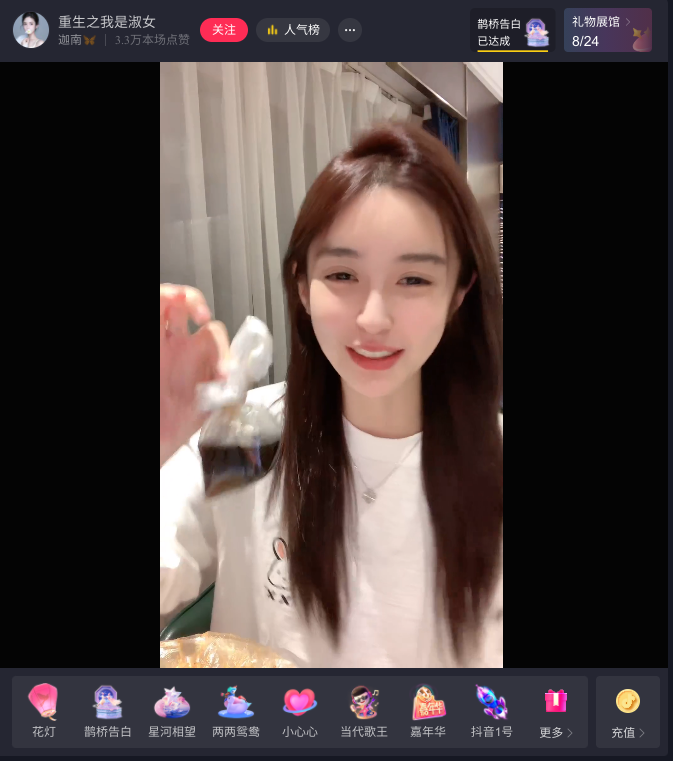 重生之我是淑女
迦南
3.3万本场点赞
关注
人气榜
鹊桥告白
已达成
礼物展馆
8/24
花灯
鹊桥告白
星河相望
两两鸳鸯
小心心
当代歌王
嘉年华
嘉年华
抖音1号
更多
充值